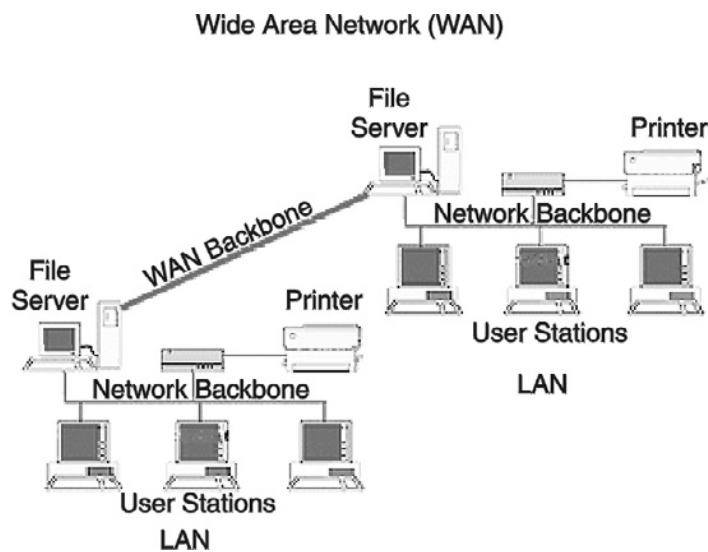 Wide Area Network (WAN)
File
Server
Printer
Network Backbone
User Stations
LAN
WAN Backbone
File
Server
Printer
Network Backbone
User Stations
LAN